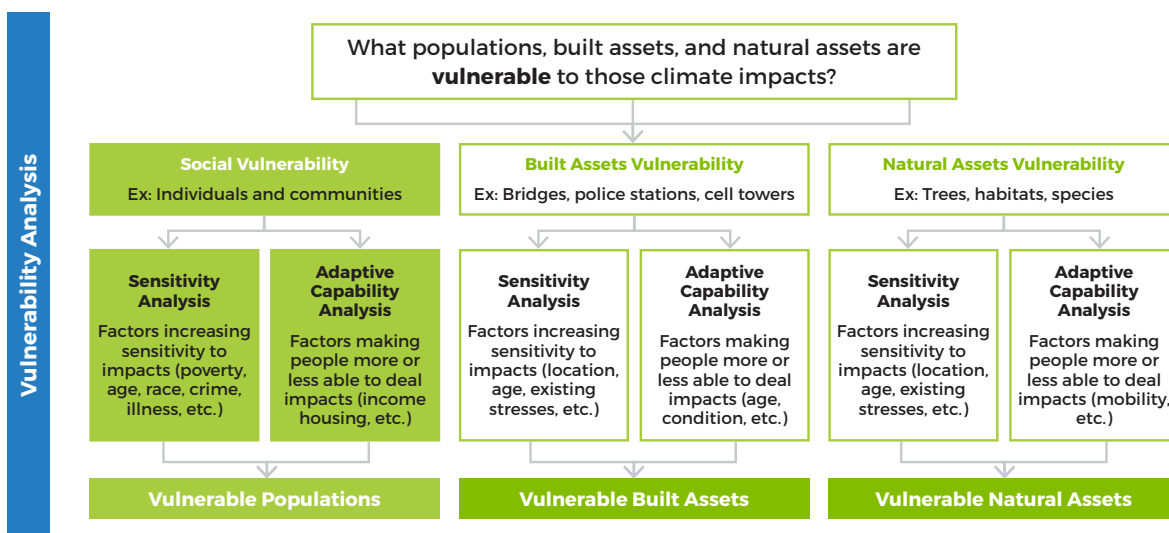 Vulnerability Analysis
What populations, built assets, and natural assets are
vulnerable to those climate impacts?
Social Vulnerability
Ex: Individuals and communities
Built Assets Vulnerability
Ex: Bridges, police stations, cell towers
Natural Assets Vulnerability
Ex: Trees, habitats, species
Sensitivity
Analysis
Factors increasing
sensitivity to
impacts (poverty,
age, race, crime,
illness, etc.)
Adaptive
Capability
Analysis
Factors making
people more or
less able to deal
impacts (income
housing, etc.)
Sensitivity
Analysis
Factors increasing
sensitivity to
impacts (location,
age, existing
stresses, etc.)
Adaptive
Capability
Analysis
Factors making
people more or
less able to deal
impacts (age,
condition, etc.)
Sensitivity
Analysis
Factors increasing
sensitivity to
impacts (location,
age, existing
stresses, etc.)
Adaptive
Capability
Analysis
Factors making
people more or
less able to deal
impacts (mobility,
etc.)
Vulnerable Populations
Vulnerable Built Assets
Vulnerable Natural Assets